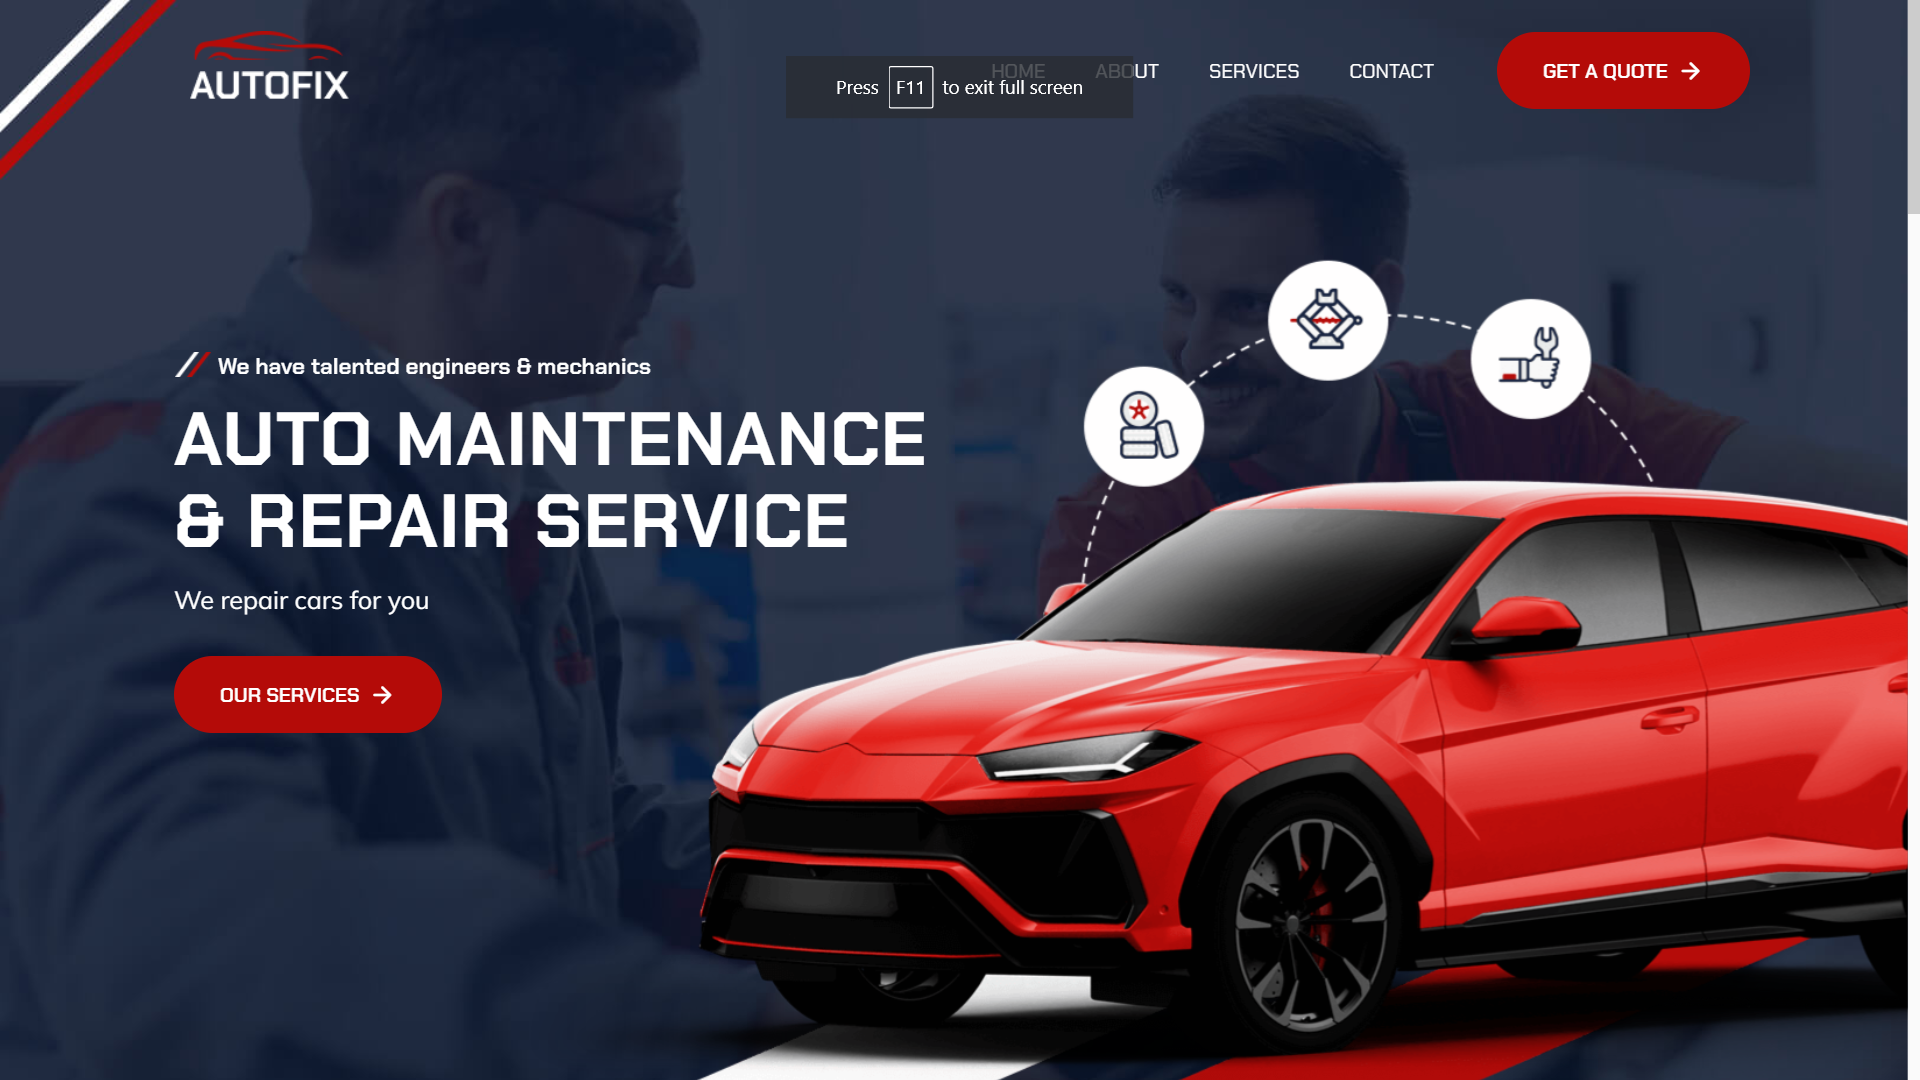 AUTOFIX
HOME ABOUT SERVICES CONTACT
GET A QUOTE
Press F11 to exit full screen
We have talented engineers & mechanics
AUTO MAINTENANCE
& REPAIR SERVICE
We repair cars for you
OUR SERVICES